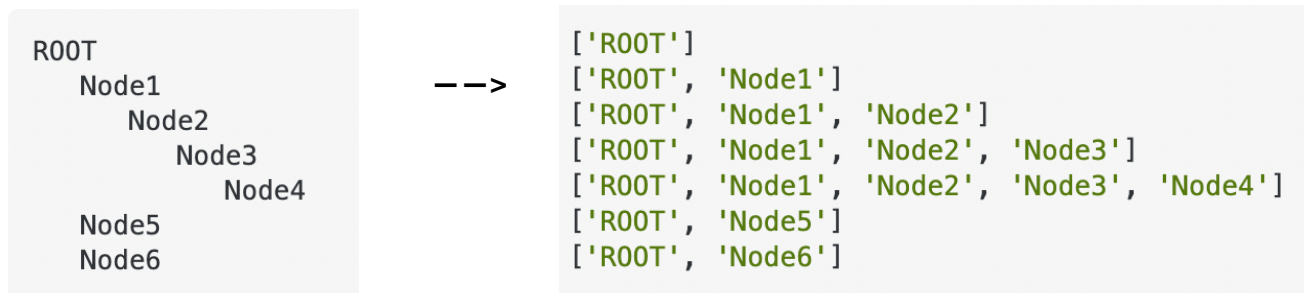 ROOT
Node1
Node2
Node3
Node4
Node5
Node6
-->
['ROOT']
['ROOT', 'Node1']
['ROOT', 'Node1', 'Node2']
['ROOT', 'Node1', 'Node2', 'Node3']
['ROOT', 'Node1', 'Node2', 'Node3', 'Node4']
['ROOT', 'Node5']
['ROOT', 'Node6']